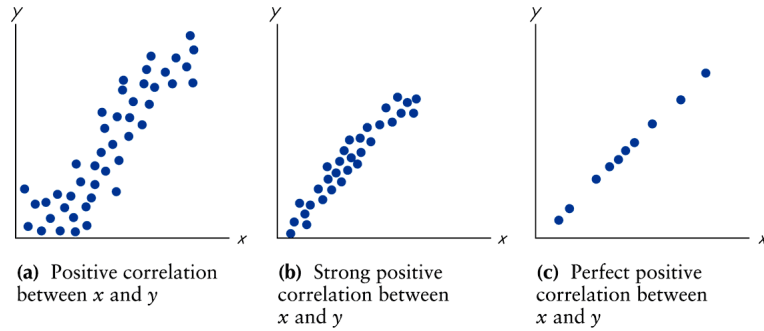 y
x
y
x
y
x
(a) Positive correlation
between x and y
(b) Strong positive
correlation between
x and y
(c) Perfect positive
correlation between
x and y